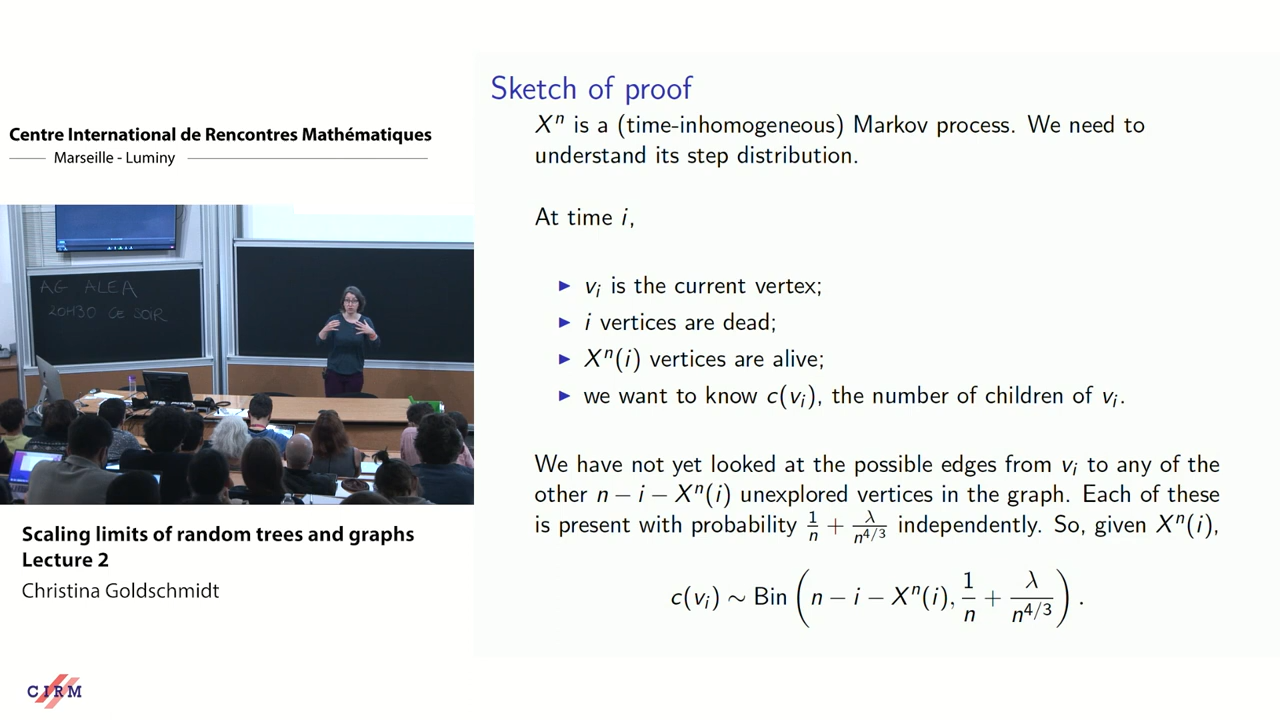 Centre International de Rencontres Mathématiques
Marseille - Luminy
AG ALEA
20H30 Ce SOIR
Scaling limits of random trees and graphs
Lecture 2
Christina Goldschmidt
CIRM
Sketch of proof
Xⁿ is a (time-inhomogeneous) Markov process. We need to
understand its step distribution.
At time i,
▶ vᵢ is the current vertex;
▶ i vertices are dead;
▶ Xⁿ(i) vertices are alive;
▶ we want to know c(vᵢ), the number of children of vᵢ.
We have not yet looked at the possible edges from vᵢ to any of the
other n − i − Xⁿ(i) unexplored vertices in the graph. Each of these
is present with probability 1/n + λ/n^{4/3} independently. So, given Xⁿ(i),
c(vᵢ) ∼ Bin (n − i − Xⁿ(i), 1/n + λ/n^{4/3}).